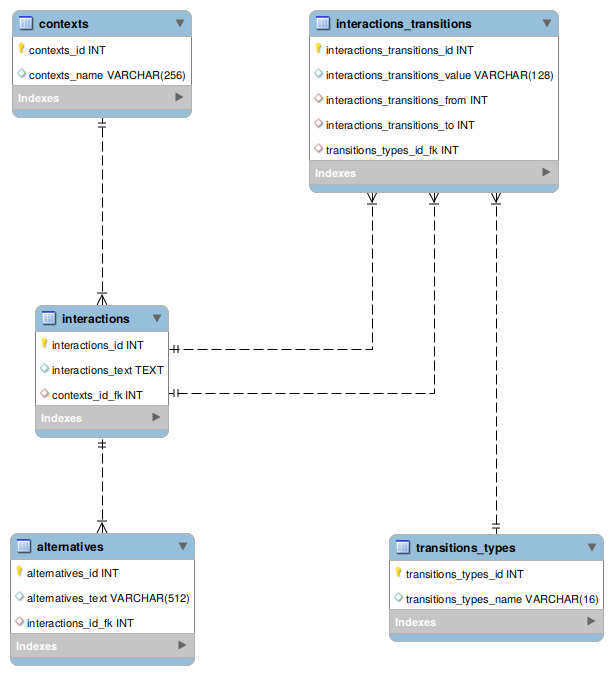 contexts
contexts_id INT
contexts_name VARCHAR(256)
Indexes
interactions_transitions
interactions_transitions_id INT
interactions_transitions_value VARCHAR(128)
interactions_transitions_from INT
interactions_transitions_to INT
transitions_types_id_fk INT
Indexes
interactions
interactions_id INT
interactions_text TEXT
contexts_id_fk INT
Indexes
alternatives
alternatives_id INT
alternatives_text VARCHAR(512)
interactions_id_fk INT
Indexes
transitions_types
transitions_types_id INT
transitions_types_name VARCHAR(16)
Indexes